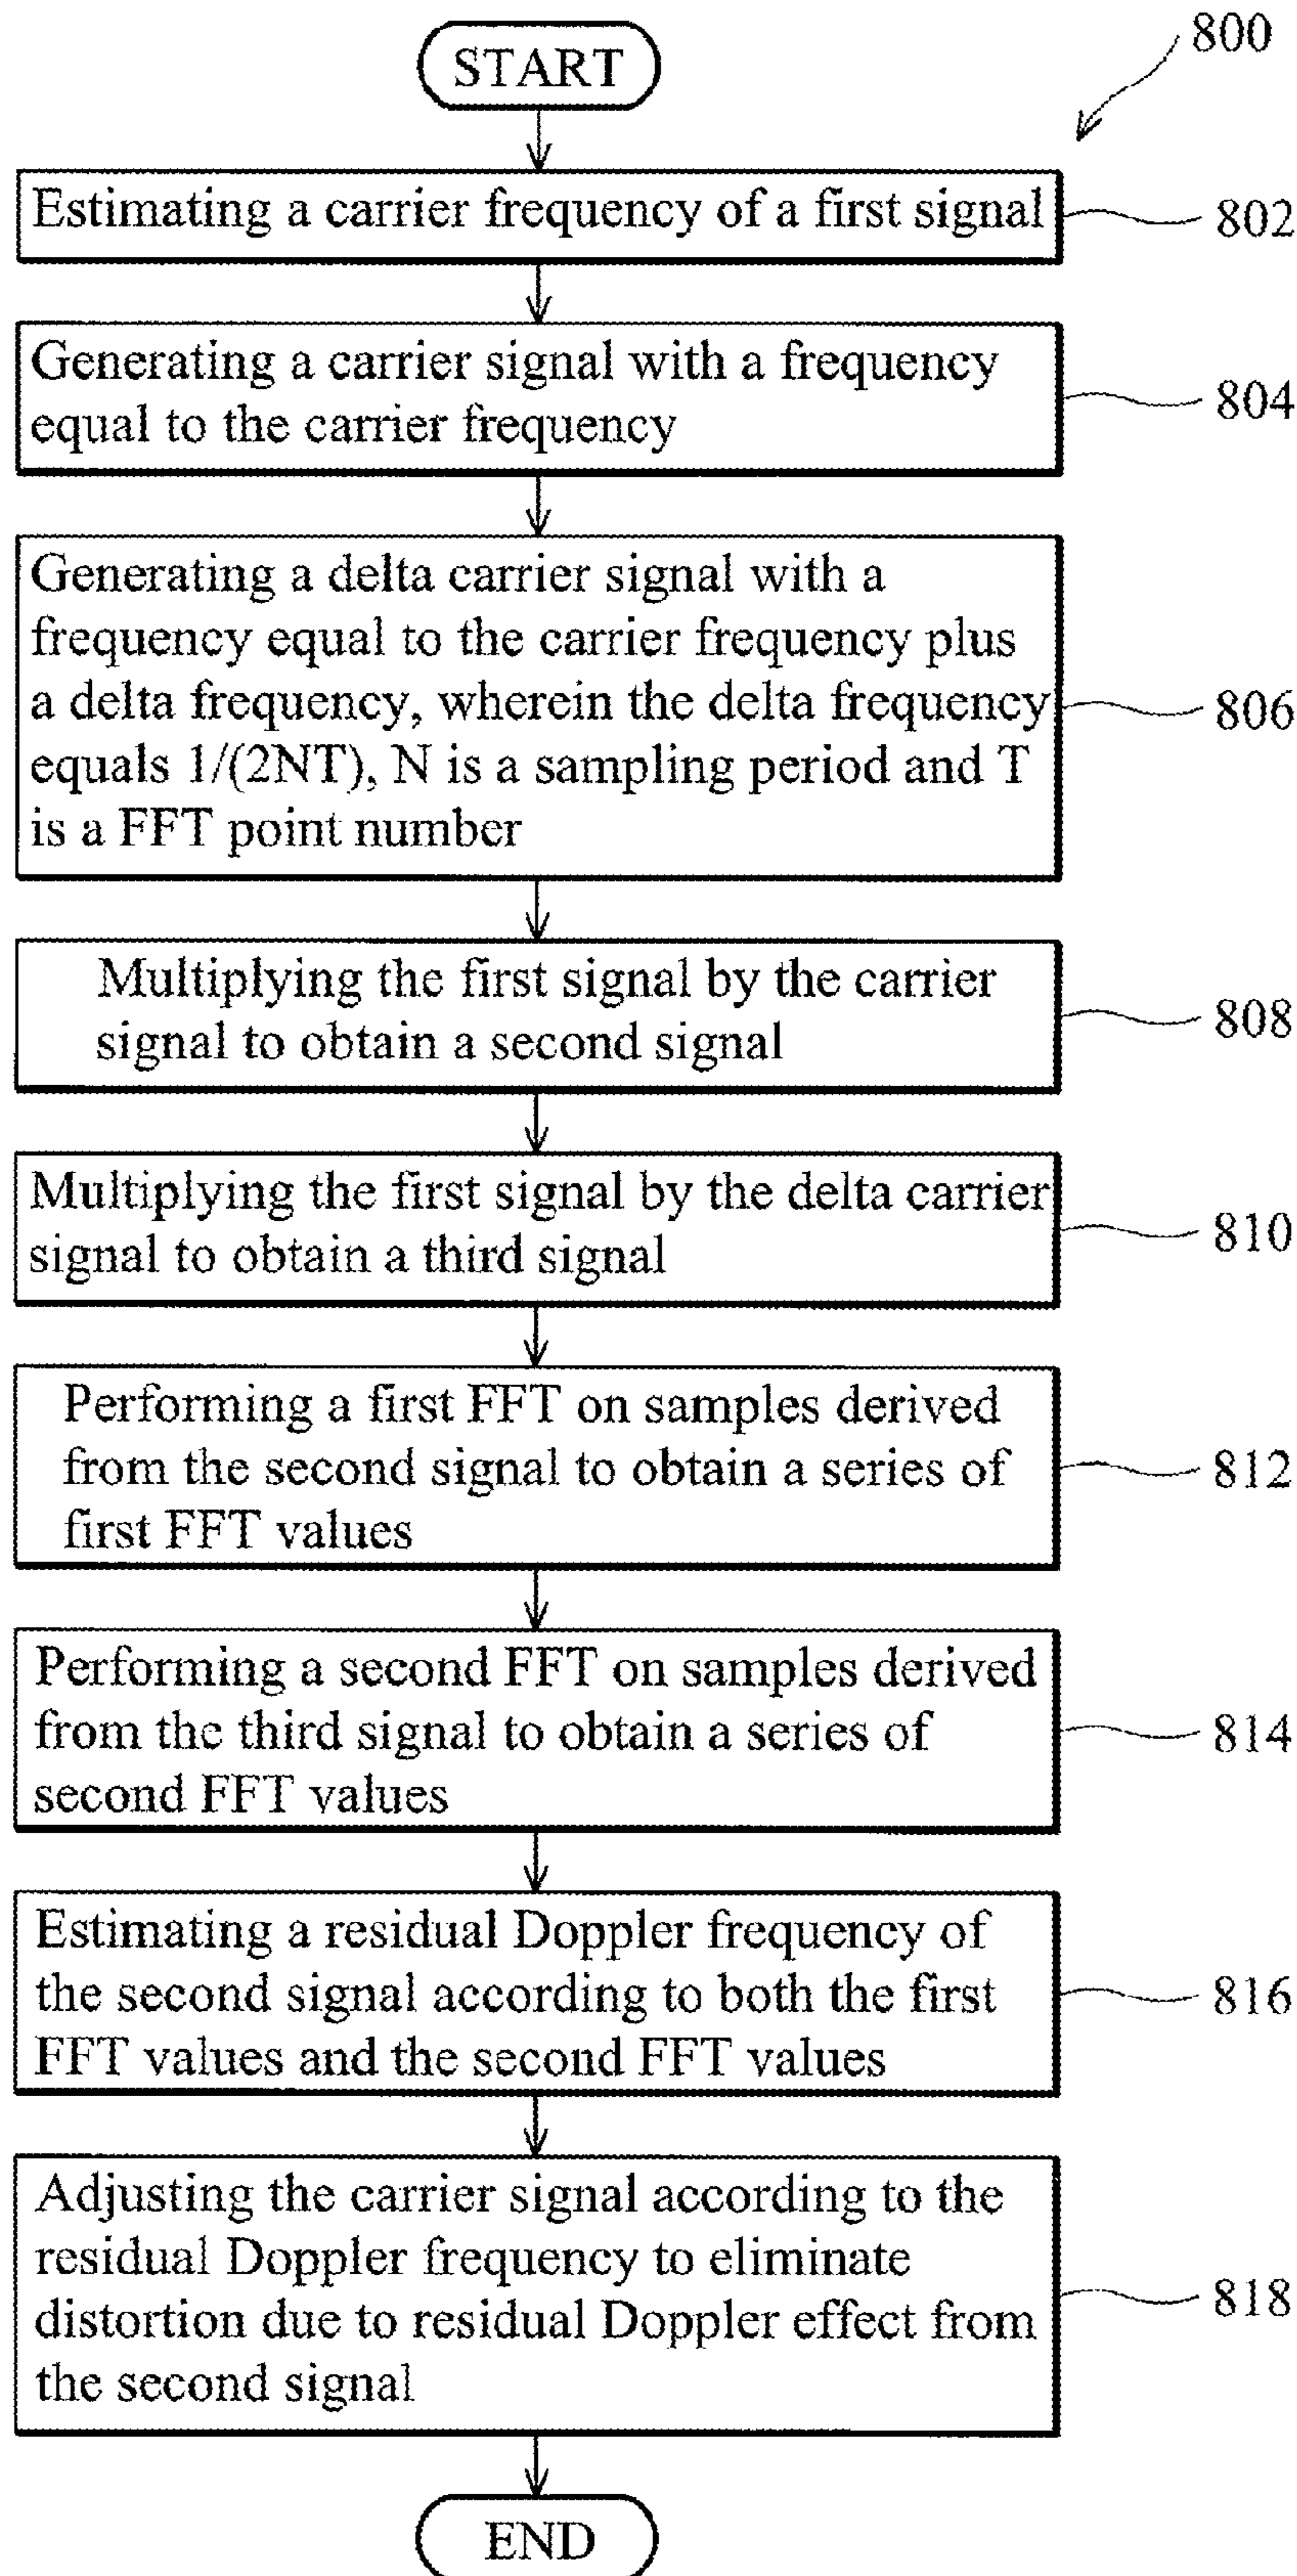 800
START
Estimating a carrier frequency of a first signal
802
Generating a carrier signal with a frequency
equal to the carrier frequency
804
Generating a delta carrier signal with a
frequency equal to the carrier frequency plus
a delta frequency, wherein the delta frequency
equals 1/(2NT), N is a sampling period and T
is a FFT point number
806
Multiplying the first signal by the carrier
signal to obtain a second signal
808
Multiplying the first signal by the delta carrier
signal to obtain a third signal
810
Performing a first FFT on samples derived
from the second signal to obtain a series of
first FFT values
812
Performing a second FFT on samples derived
from the third signal to obtain a series of
second FFT values
814
Estimating a residual Doppler frequency of
the second signal according to both the first
FFT values and the second FFT values
816
Adjusting the carrier signal according to the
residual Doppler frequency to eliminate
distortion due to residual Doppler effect from
the second signal
818
END